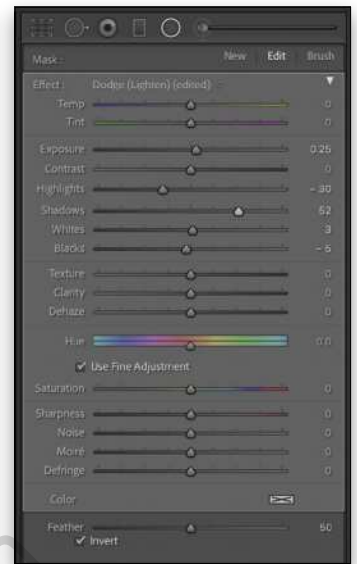 Mask : New Edit Brush
Effect : Dodge (Lighten) (edited)
Temp 0
Tint 0
Exposure 0.25
Contrast 0
Highlights – 30
Shadows 52
Whites 3
Blacks – 5
Texture 0
Clarity 0
Dehaze 0
Hue 0.0
Use Fine Adjustment
Saturation 0
Sharpness 0
Noise 0
Moiré 0
Defringe 0
Color
Feather 50
Invert